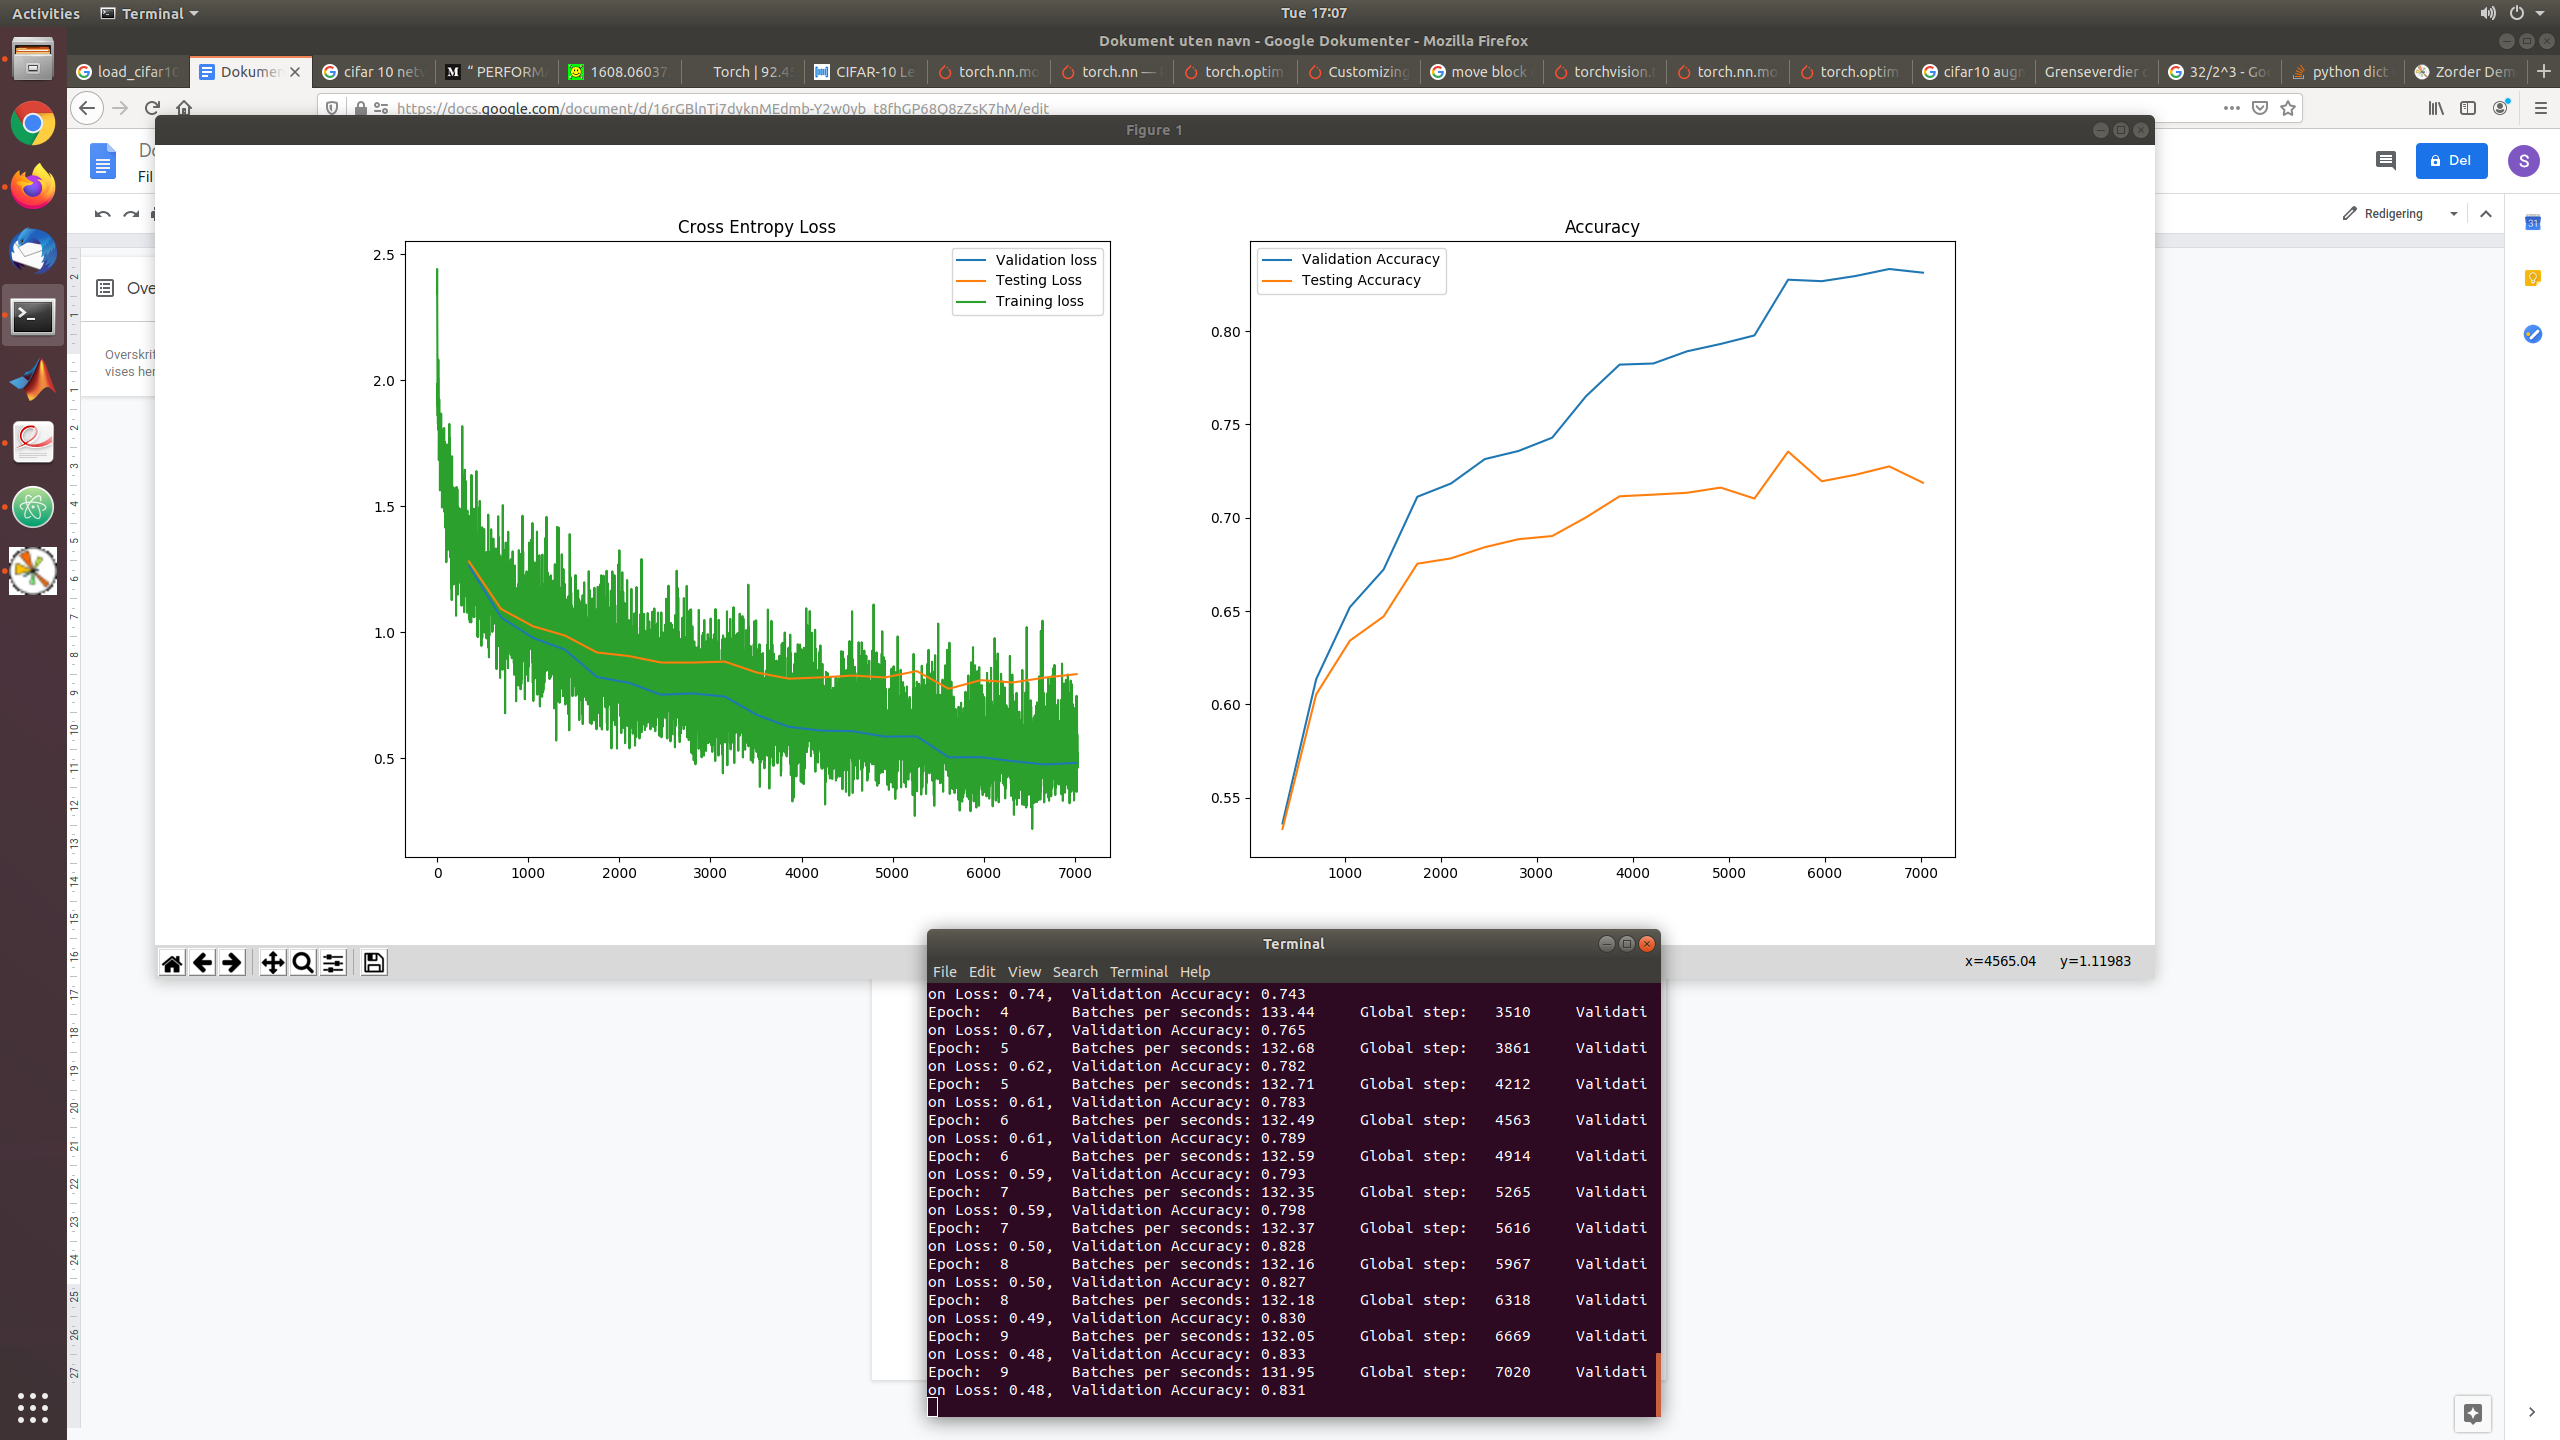 Activities
Terminal
Tue 17:07
Dokument uten navn - Google Dokumenter - Mozilla Firefox
load_cifar10
Dokumen
cifar 10 netv
“ PERFORMA
1608.06037
Torch | 92.45
CIFAR-10 Le
torch.nn.mo
torch.nn —
torch.optim
Customizing
move block
torchvision.t
torch.nn.mo
torch.optim
cifar10 augm
Grenseverdier
32/2^3 - Goo
python dict
Zorder Dem
Figure 1
Del
S
Fil
Redigering
Ove
Overskrif
vises her
Cross Entropy Loss
2.5
2.0
1.5
1.0
0.5
0 1000 2000 3000 4000 5000 6000 7000
Validation loss
Testing Loss
Training loss
Accuracy
Validation Accuracy
Testing Accuracy
0.80
0.75
0.70
0.65
0.60
0.55
1000 2000 3000 4000 5000 6000 7000
x=4565.04 y=1.11983
Terminal
File Edit View Search Terminal Help
on Loss: 0.74, Validation Accuracy: 0.743
Epoch: 4 Batches per seconds: 133.44 Global step: 3510 Validati
on Loss: 0.67, Validation Accuracy: 0.765
Epoch: 5 Batches per seconds: 132.68 Global step: 3861 Validati
on Loss: 0.62, Validation Accuracy: 0.782
Epoch: 5 Batches per seconds: 132.71 Global step: 4212 Validati
on Loss: 0.61, Validation Accuracy: 0.783
Epoch: 6 Batches per seconds: 132.49 Global step: 4563 Validati
on Loss: 0.61, Validation Accuracy: 0.789
Epoch: 6 Batches per seconds: 132.59 Global step: 4914 Validati
on Loss: 0.59, Validation Accuracy: 0.793
Epoch: 7 Batches per seconds: 132.35 Global step: 5265 Validati
on Loss: 0.59, Validation Accuracy: 0.798
Epoch: 7 Batches per seconds: 132.37 Global step: 5616 Validati
on Loss: 0.50, Validation Accuracy: 0.828
Epoch: 8 Batches per seconds: 132.16 Global step: 5967 Validati
on Loss: 0.50, Validation Accuracy: 0.827
Epoch: 8 Batches per seconds: 132.18 Global step: 6318 Validati
on Loss: 0.49, Validation Accuracy: 0.830
Epoch: 9 Batches per seconds: 132.05 Global step: 6669 Validati
on Loss: 0.48, Validation Accuracy: 0.833
Epoch: 9 Batches per seconds: 131.95 Global step: 7020 Validati
on Loss: 0.48, Validation Accuracy: 0.831